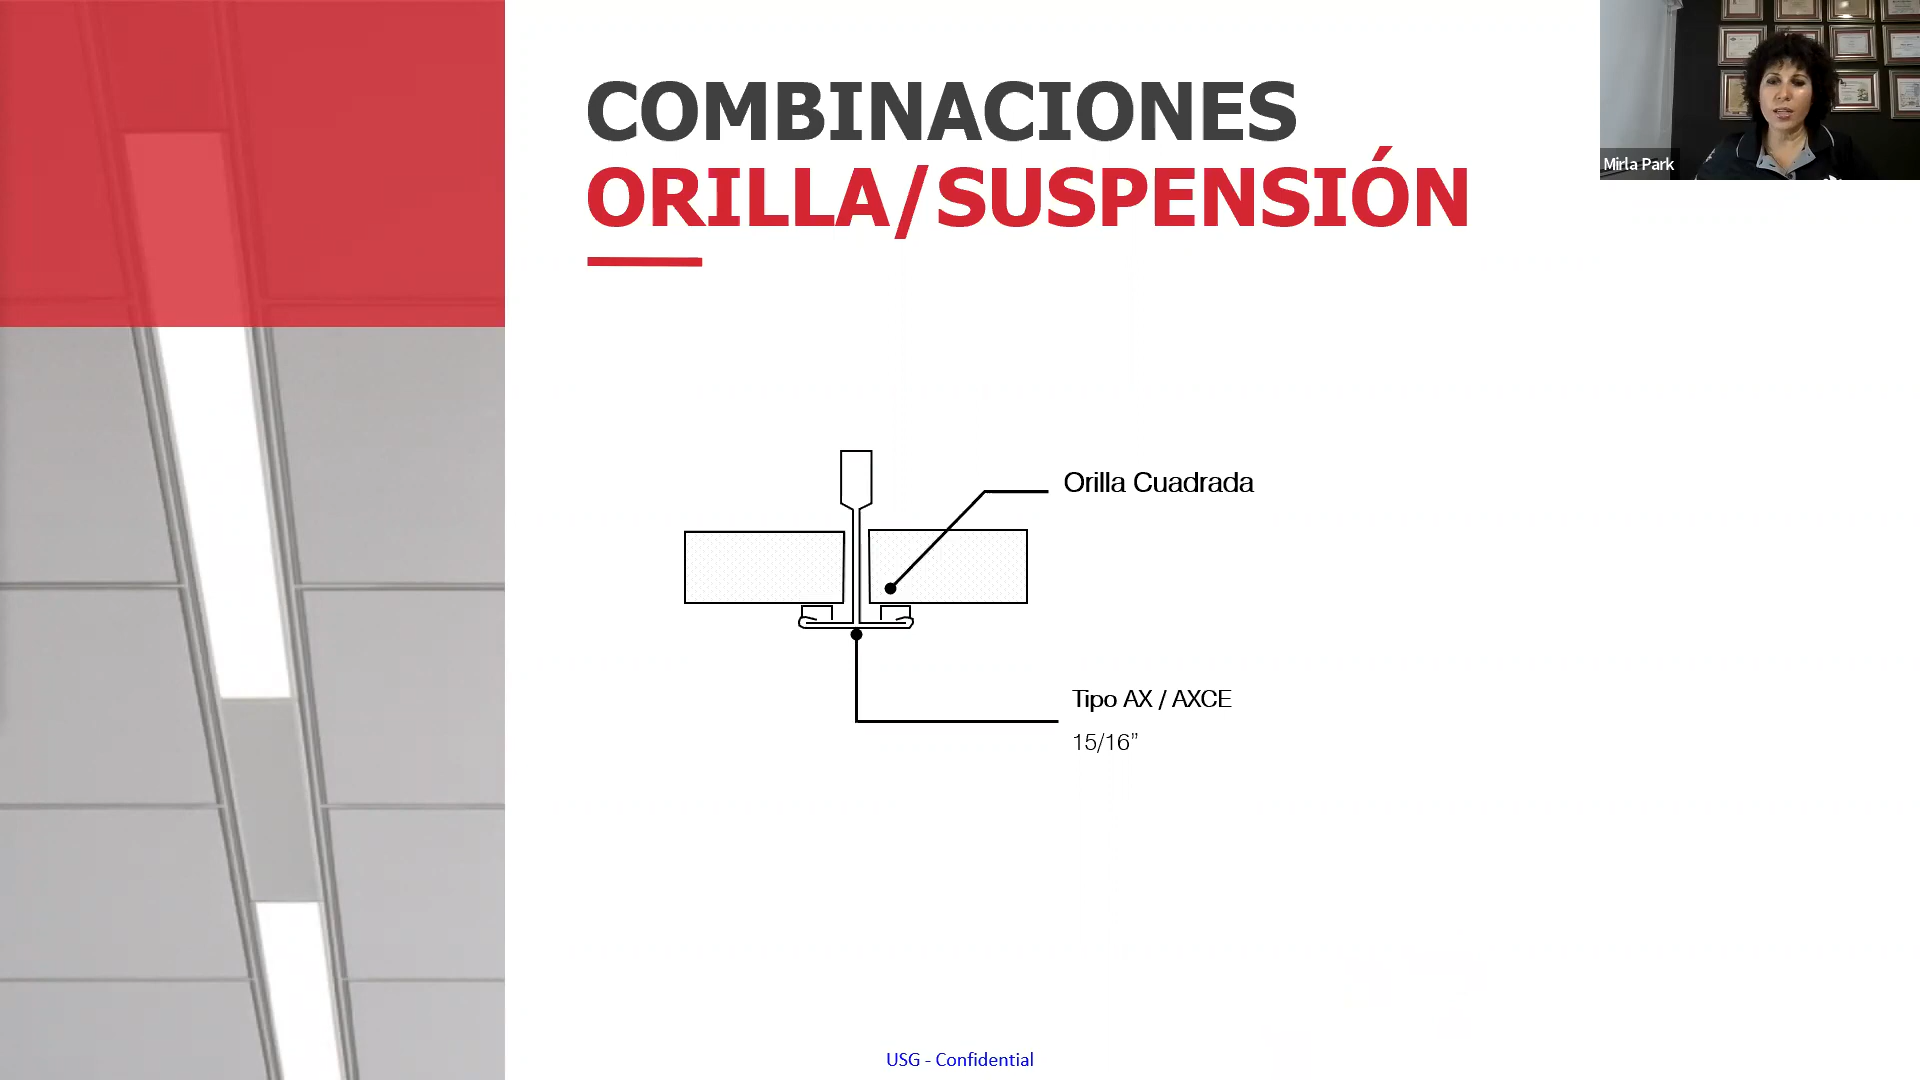 COMBINACIONES
ORILLA/SUSPENSIÓN
Mirla Park
Orilla Cuadrada
Tipo AX / AXCE
15/16”
USG - Confidential